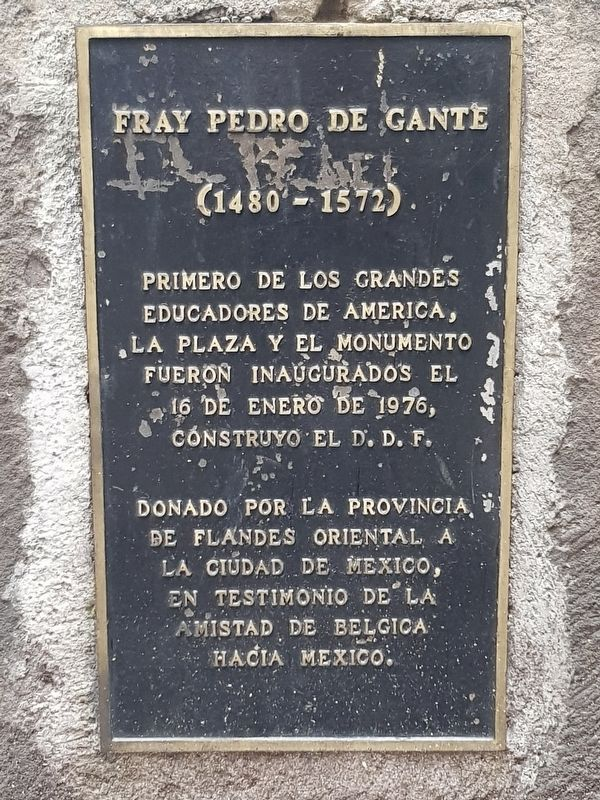 FRAY PEDRO DE GANTE
(1480 - 1572)
PRIMERO DE LOS GRANDES
EDUCADORES DE AMERICA,
LA PLAZA Y EL MONUMENTO
FUERON INAUGURADOS EL
16 DE ENERO DE 1976,
CONSTRUYO EL D. D. F.
DONADO POR LA PROVINCIA
DE FLANDES ORIENTAL A
LA CIUDAD DE MEXICO,
EN TESTIMONIO DE LA
AMISTAD DE BELGICA
HACIA MEXICO.